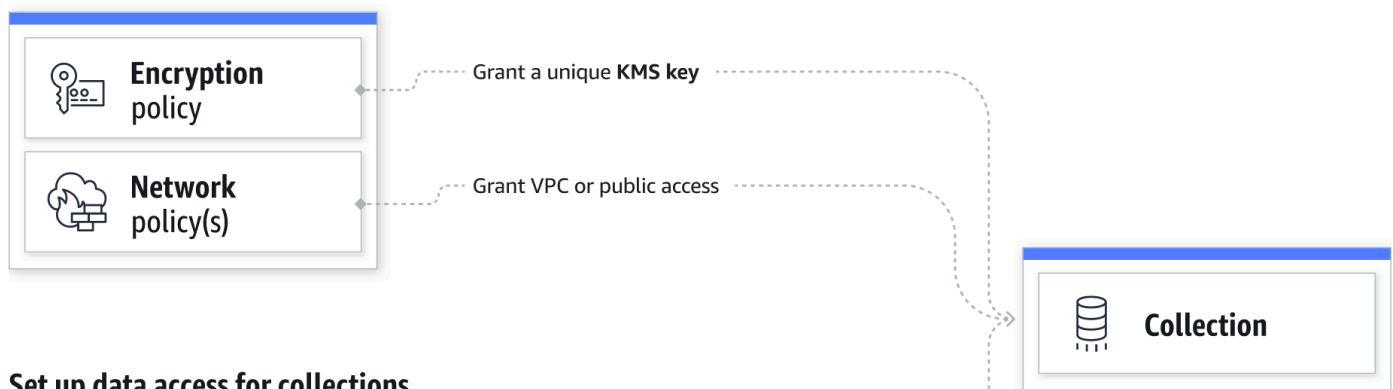 Encryption
policy
Grant a unique KMS key
Network
policy(s)
Grant VPC or public access
Collection
Set up data access for collections